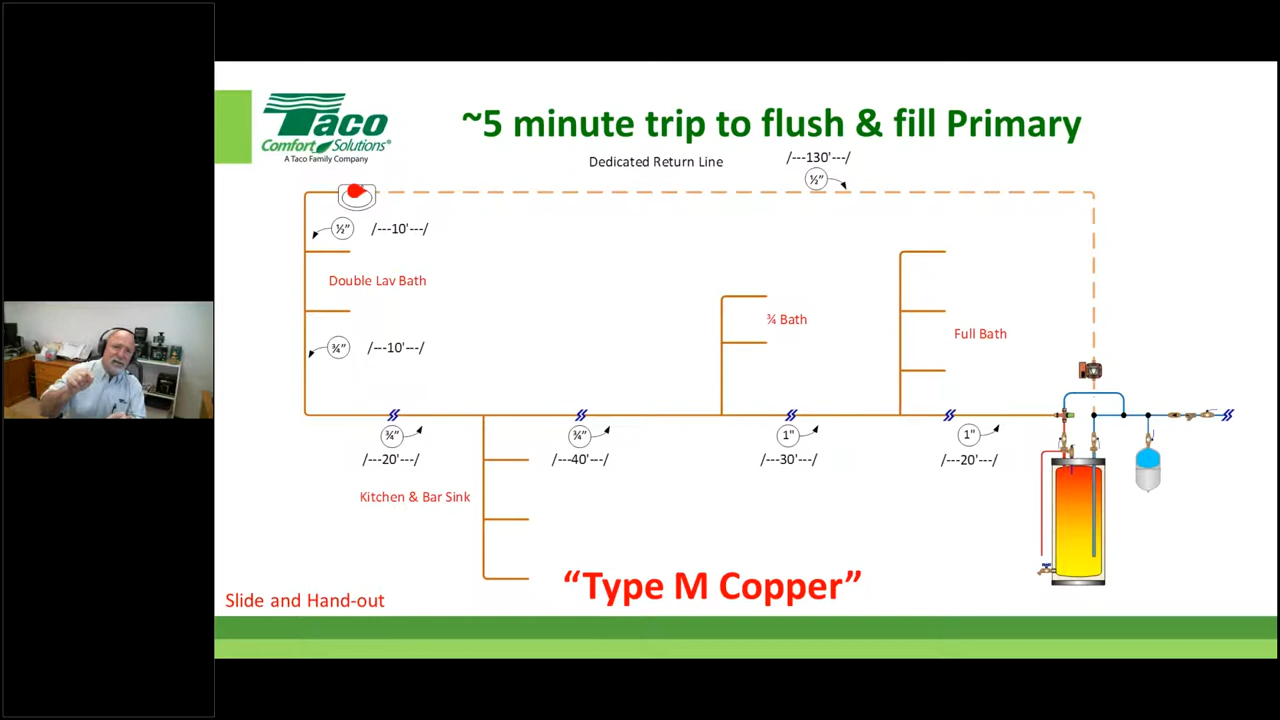 Taco
Comfort Solutions®
A Taco Family Company
~5 minute trip to flush & fill Primary
Dedicated Return Line
/---130'---/
½”
½”
/---10'---/
Double Lav Bath
¾”
/---10'---/
¾ Bath
Full Bath
¾”
/---20'---/
¾”
/---40'---/
1"
/---30'---/
1"
/---20'---/
Kitchen & Bar Sink
“Type M Copper”
Slide and Hand-out